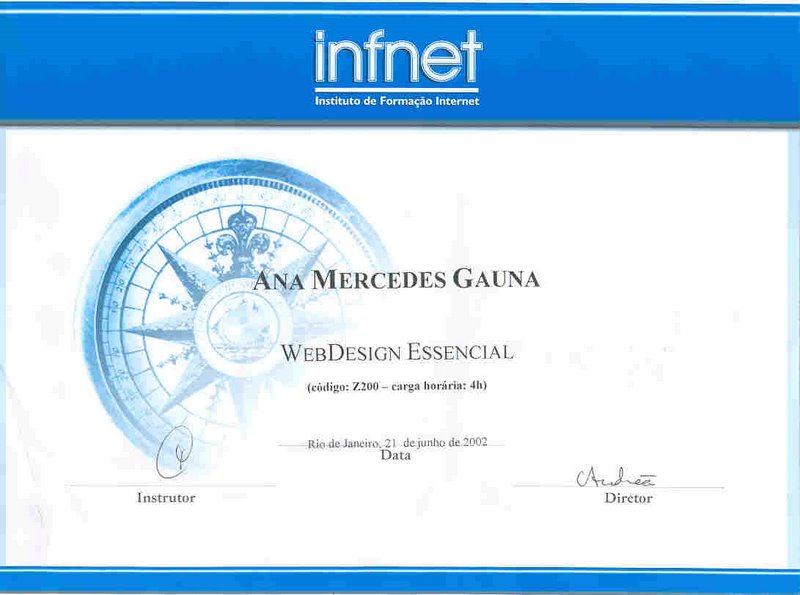 infnet
Instituto de Formação Internet
ANA MERCEDES GAUNA
WEBDESIGN ESSENCIAL
(código: Z200 – carga horária: 4h)
Rio de Janeiro, 21 de junho de 2002
Data
Instrutor
Diretor